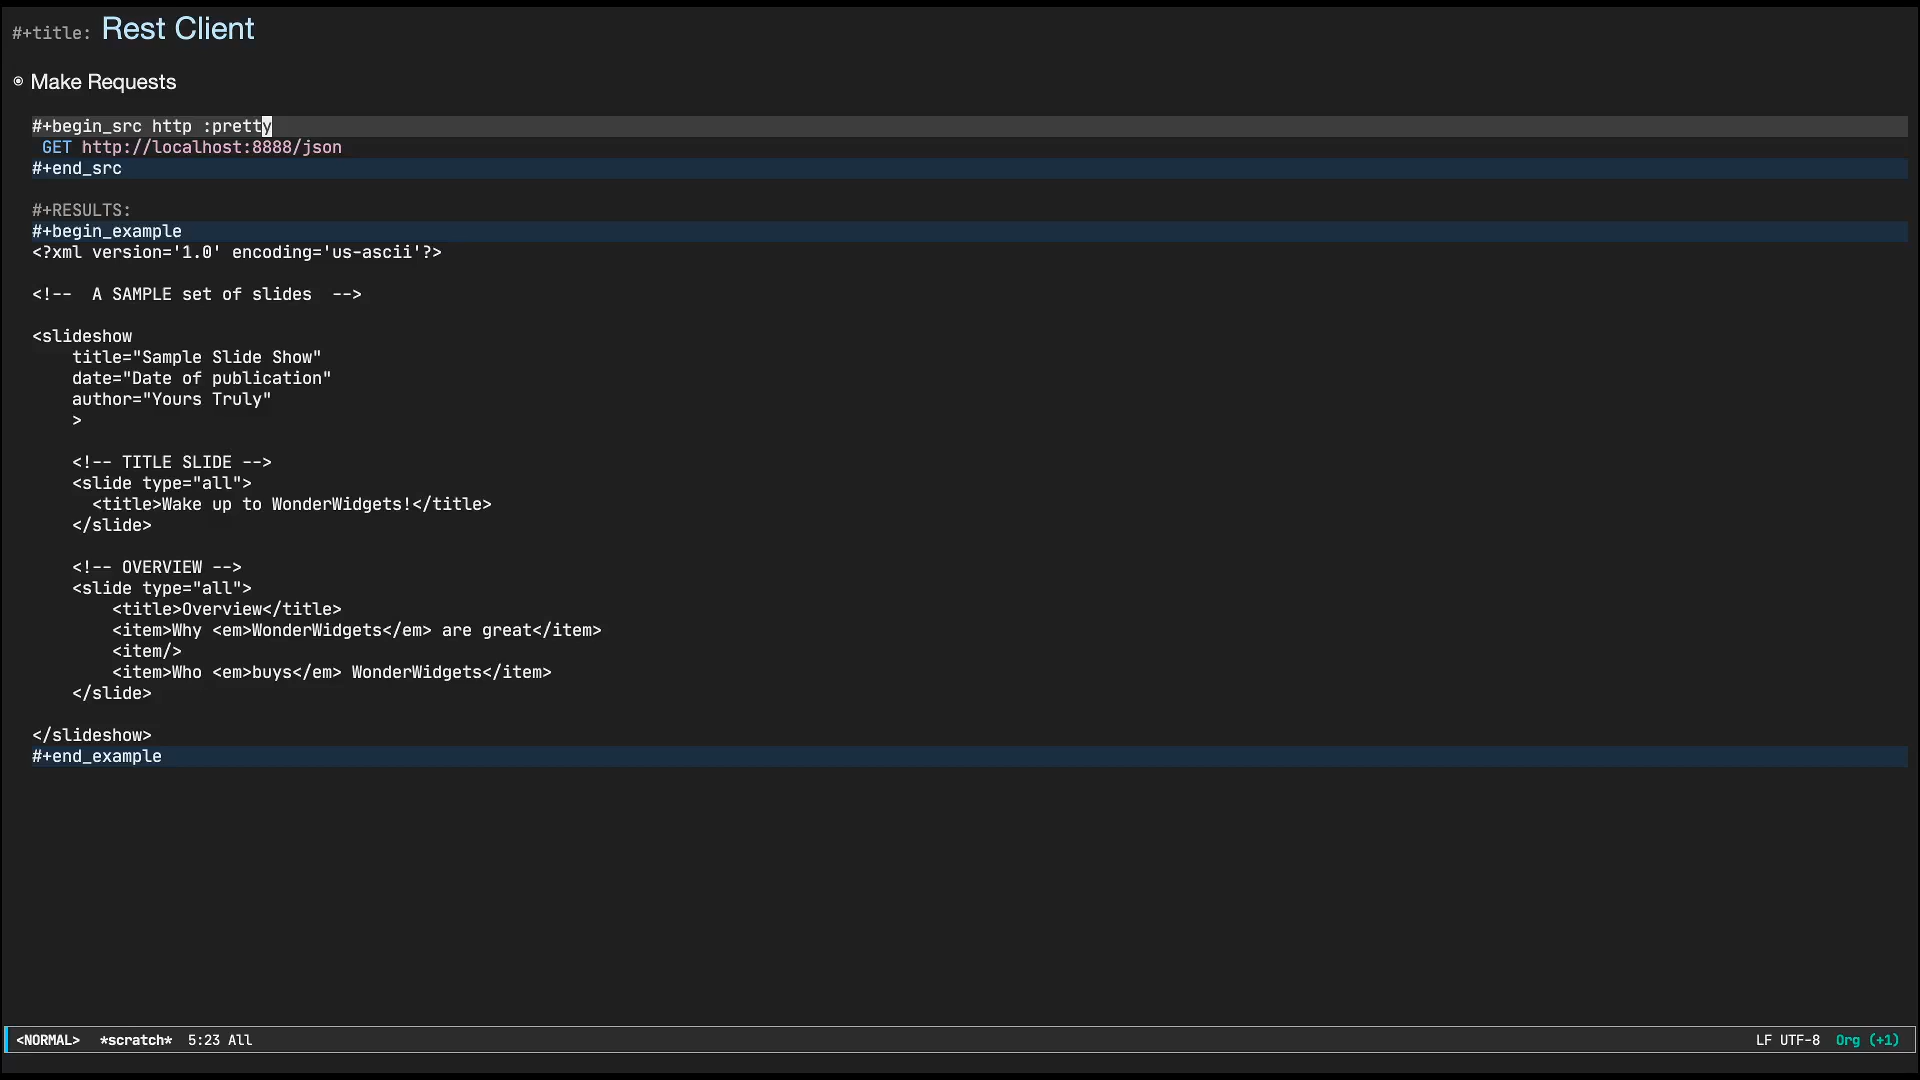 #+title: Rest Client
Make Requests
#+begin_src http :pretty
GET http://localhost:8888/json
#+end_src
#+RESULTS:
#+begin_example
<?xml version='1.0' encoding='us-ascii'?>
<!--  A SAMPLE set of slides  -->
<slideshow
title="Sample Slide Show"
date="Date of publication"
author="Yours Truly"
>
<!-- TITLE SLIDE -->
<slide type="all">
<title>Wake up to WonderWidgets!</title>
</slide>
<!-- OVERVIEW -->
<slide type="all">
<title>Overview</title>
<item>Why <em>WonderWidgets</em> are great</item>
<item/>
<item>Who <em>buys</em> WonderWidgets</item>
</slide>
</slideshow>
#+end_example
<NORMAL> *scratch* 5:23 All LF UTF-8 Org (+1)